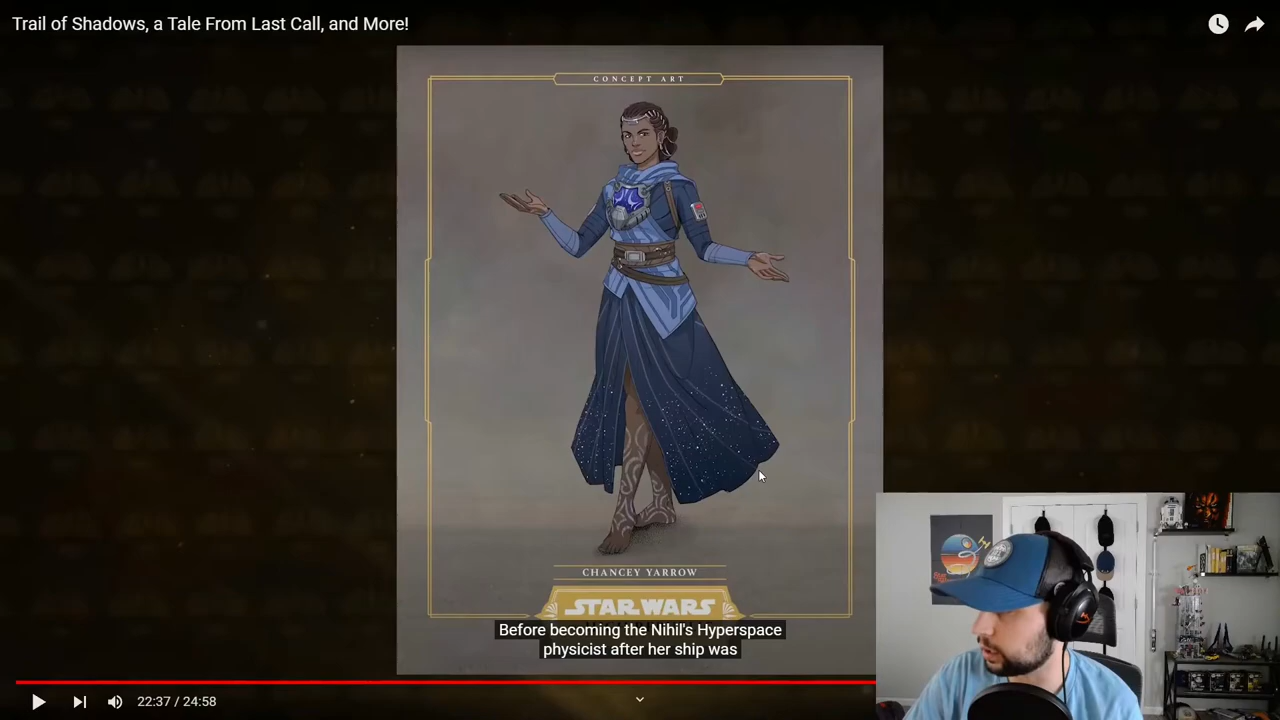 Trail of Shadows, a Tale From Last Call, and More!
CONCEPT ART
CHANCEY YARROW
STAR WARS
Before becoming the Nihil's Hyperspace
physicist after her ship was
22:37 / 24:58